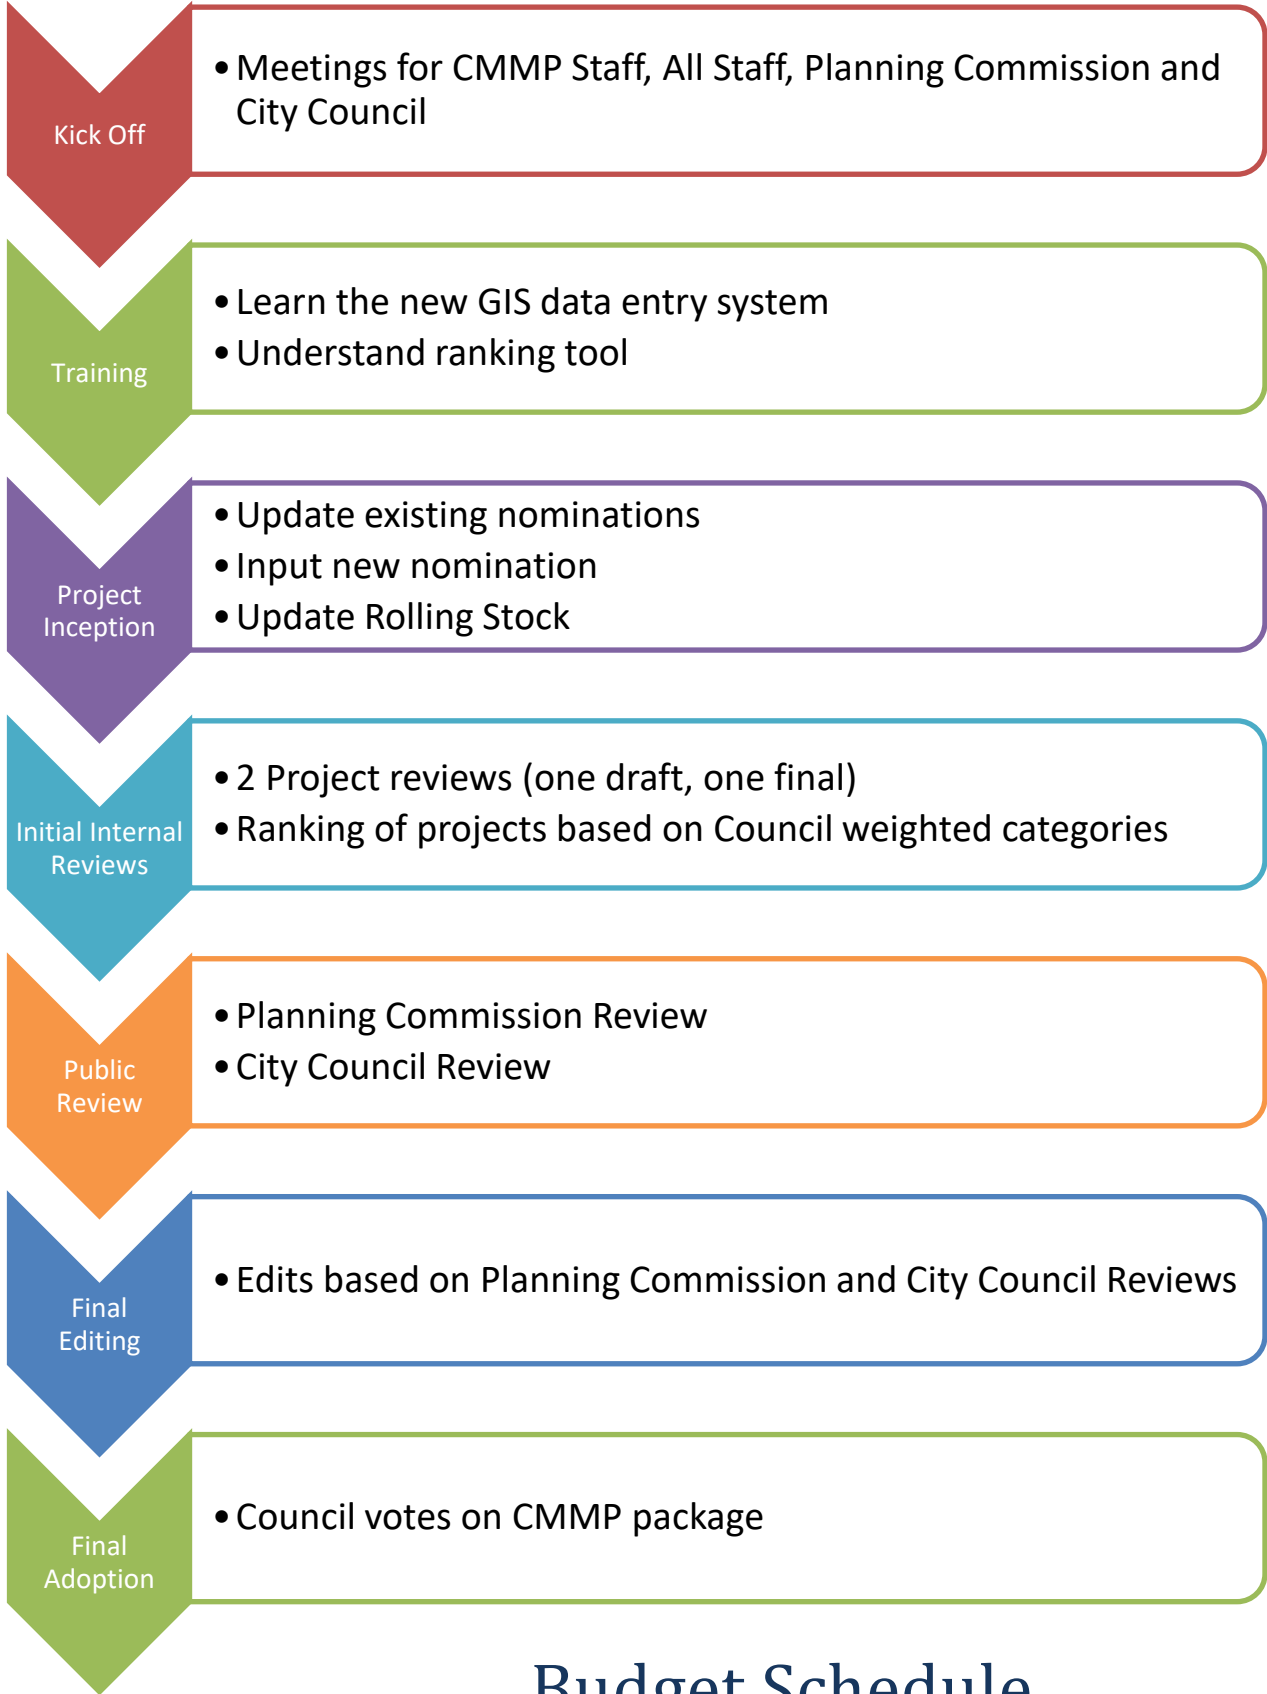 • Meetings for CMMP Staff, All Staff, Planning Commission and
City Council
Kick Off
• Learn the new GIS data entry system
• Understand ranking tool
Training
• Update existing nominations
• Input new nomination
• Update Rolling Stock
Project
Inception
• 2 Project reviews (one draft, one final)
• Ranking of projects based on Council weighted categories
Initial Internal
Reviews
• Planning Commission Review
• City Council Review
Public
Review
• Edits based on Planning Commission and City Council Reviews
Final
Editing
• Council votes on CMMP package
Final
Adoption
Budget Schedule